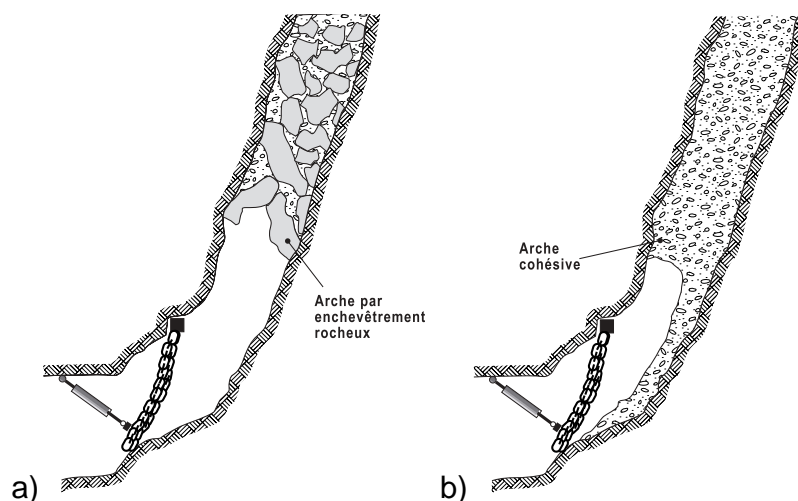 Arche par
enchevêtrement
rocheux
a)
Arche
cohésive
b)